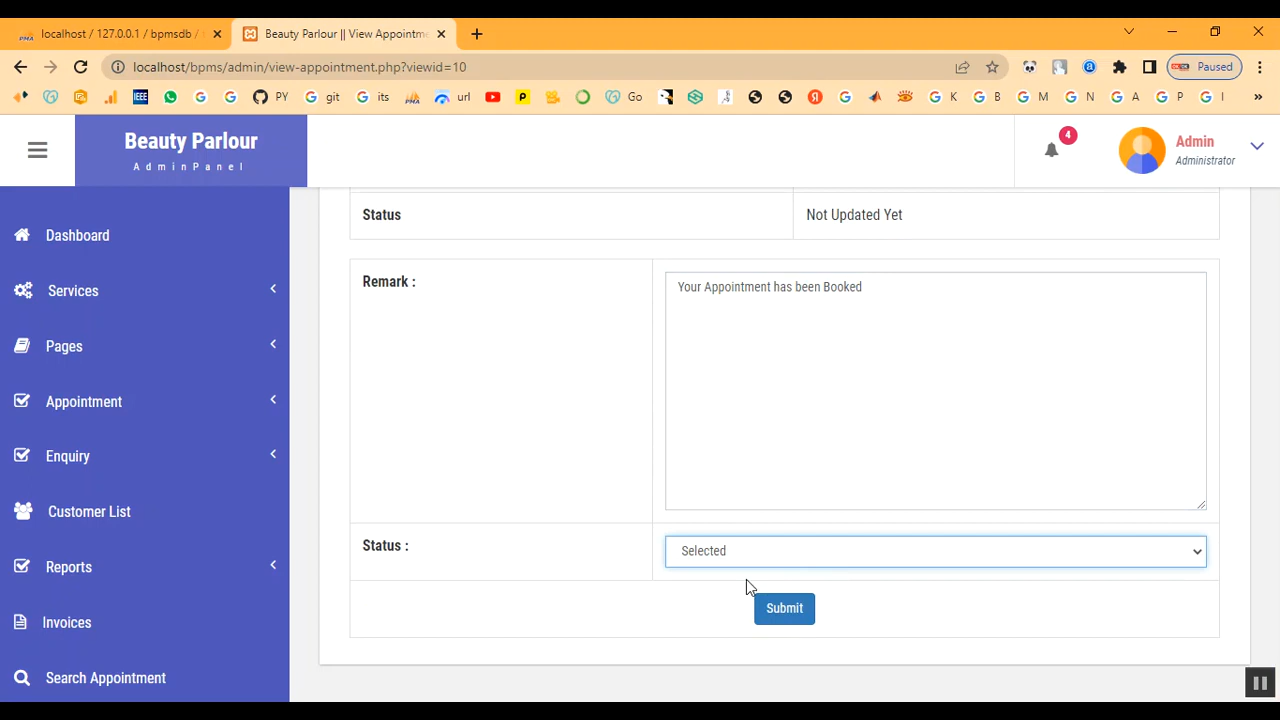 localhost / 127.0.0.1 / bpmsdb /
Beauty Parlour || View Appointm
localhost/bpms/admin/view-appointment.php?viewid=10
Paused
IEEE
PY
git
its
url
Go
K
B
M
N
A
P
I
»
Beauty Parlour
AdminPanel
4
Admin
Administrator
Dashboard
Services
Pages
Appointment
Enquiry
Customer List
Reports
Invoices
Search Appointment
Status
Not Updated Yet
Remark :
Your Appointment has been Booked
Status :
Selected
Submit